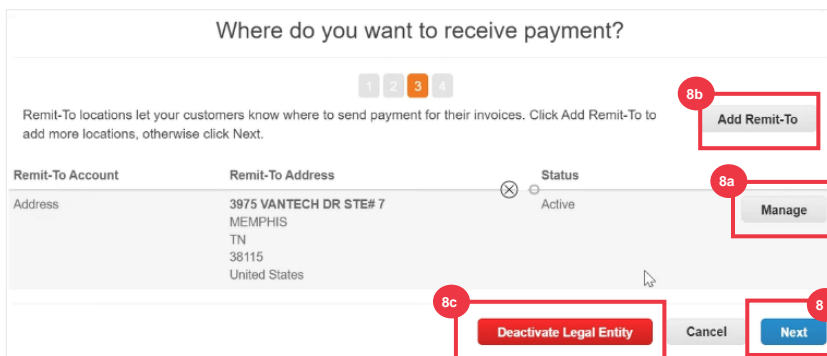 Where do you want to receive payment?
1 2 3 4
8b
Remit-To locations let your customers know where to send payment for their invoices. Click Add Remit-To to
add more locations, otherwise click Next.
Add Remit-To
Remit-To Account Remit-To Address Status
8a
Address 3975 VANTECH DR STE# 7 Active
Manage
MEMPHIS
TN
38115
United States
8c
8
Deactivate Legal Entity Cancel Next